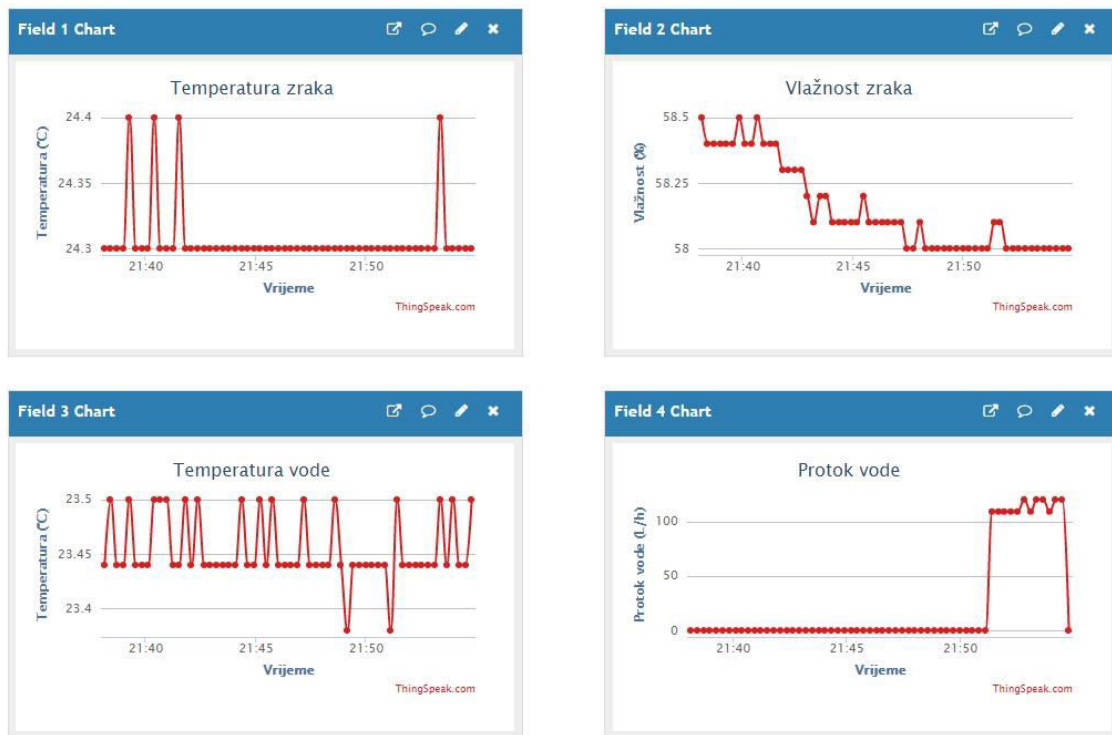 Field 1 Chart
Temperatura zraka
Temperatura (°C)
24.4
24.35
24.3
21:40 21:45 21:50
Vrijeme
ThingSpeak.com
Field 2 Chart
Vlažnost zraka
Vlažnost (%)
58.5
58.25
58
21:40 21:45 21:50
Vrijeme
ThingSpeak.com
Field 3 Chart
Temperatura vode
Temperatura (°C)
23.5
23.45
23.4
21:40 21:45 21:50
Vrijeme
ThingSpeak.com
Field 4 Chart
Protok vode
Protok vode (L/h)
100
50
0
21:40 21:45 21:50
Vrijeme
ThingSpeak.com